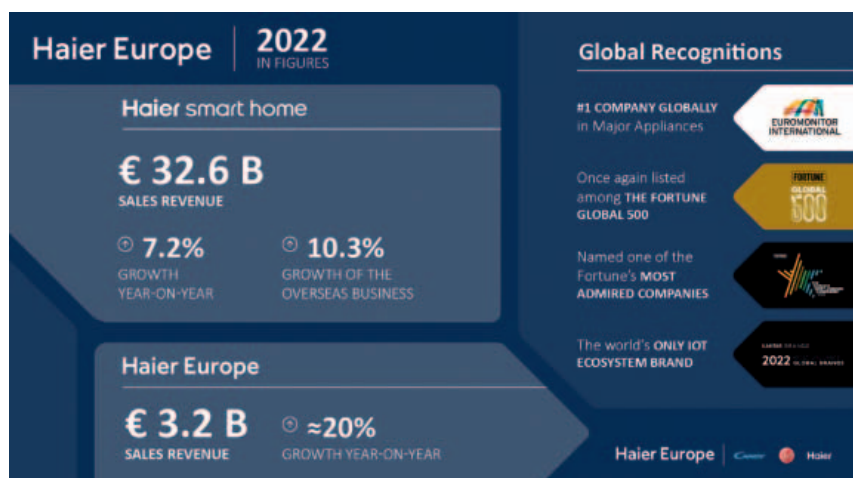 Haier Europe
2022
IN FIGURES
Haier smart home
€ 32.6 B
SALES REVENUE
7.2%
GROWTH
YEAR-ON-YEAR
10.3%
GROWTH OF THE
OVERSEAS BUSINESS
Haier Europe
€ 3.2 B
SALES REVENUE
≈20%
GROWTH YEAR-ON-YEAR
Global Recognitions
#1 COMPANY GLOBALLY
in Major Appliances
EUROMONITOR
INTERNATIONAL
Once again listed
among THE FORTUNE
GLOBAL 500
FORTUNE
GLOBAL
500
Named one of the
Fortune's MOST
ADMIRED COMPANIES
The world's ONLY IOT
ECOSYSTEM BRAND
2022 GLOBAL BRANDS
Haier Europe
Candy
Haier